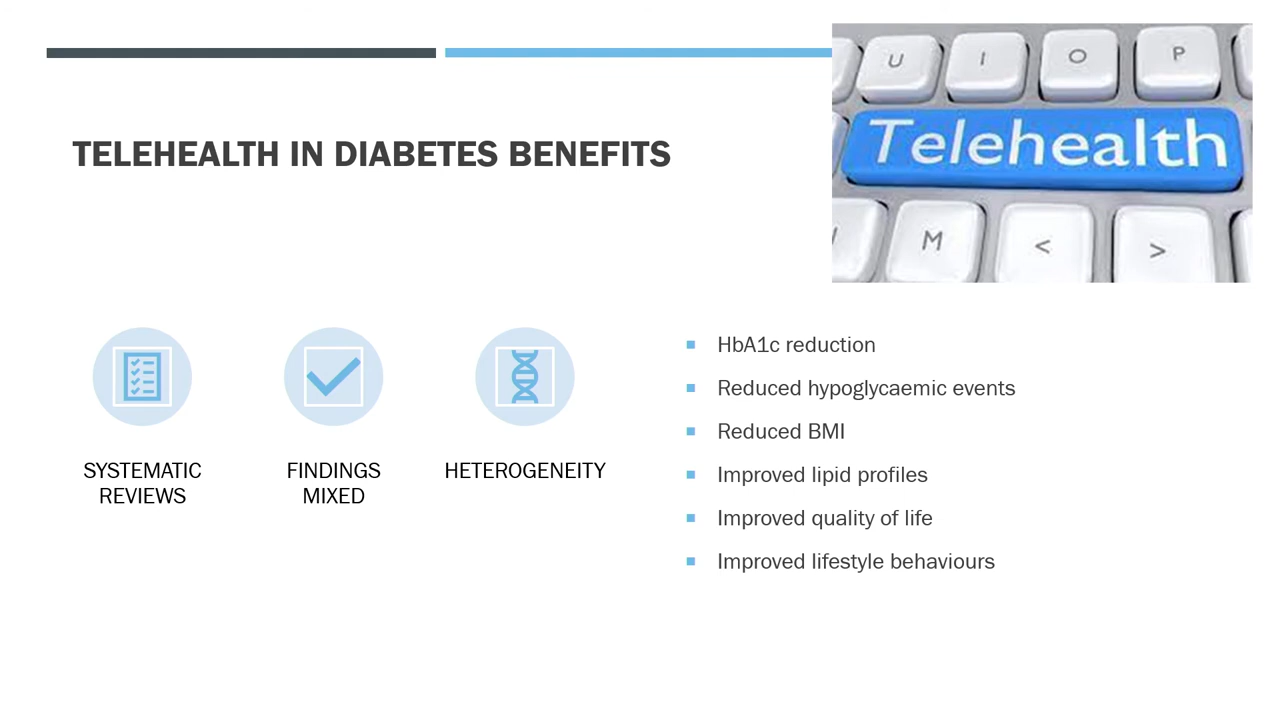 TELEHEALTH IN DIABETES BENEFITS
U I O P
Telehealth
M < >
SYSTEMATIC
REVIEWS
FINDINGS
MIXED
HETEROGENEITY
HbA1c reduction
Reduced hypoglycaemic events
Reduced BMI
Improved lipid profiles
Improved quality of life
Improved lifestyle behaviours